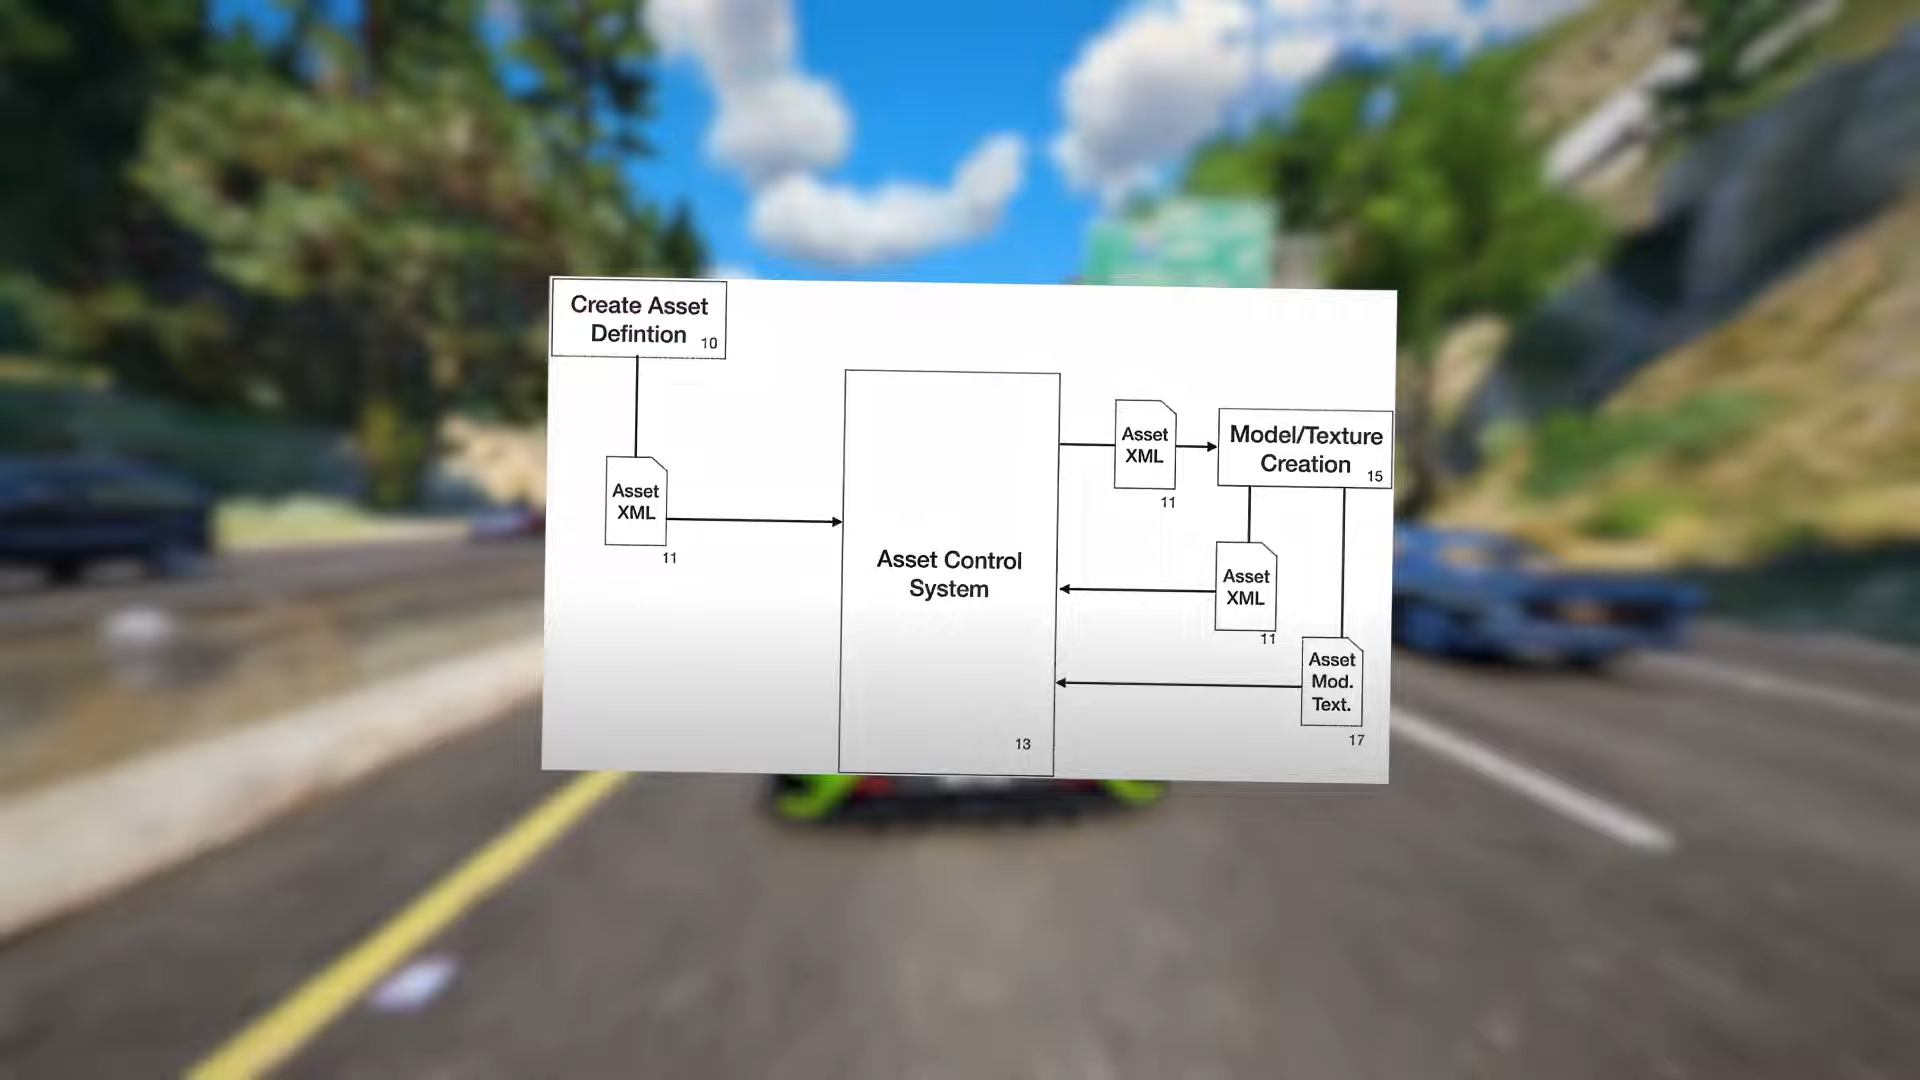 Create Asset
Defintion
10
Asset
XML
11
Asset Control
System
13
Asset
XML
11
Model/Texture
Creation
15
Asset
XML
11
Asset
Mod.
Text.
17